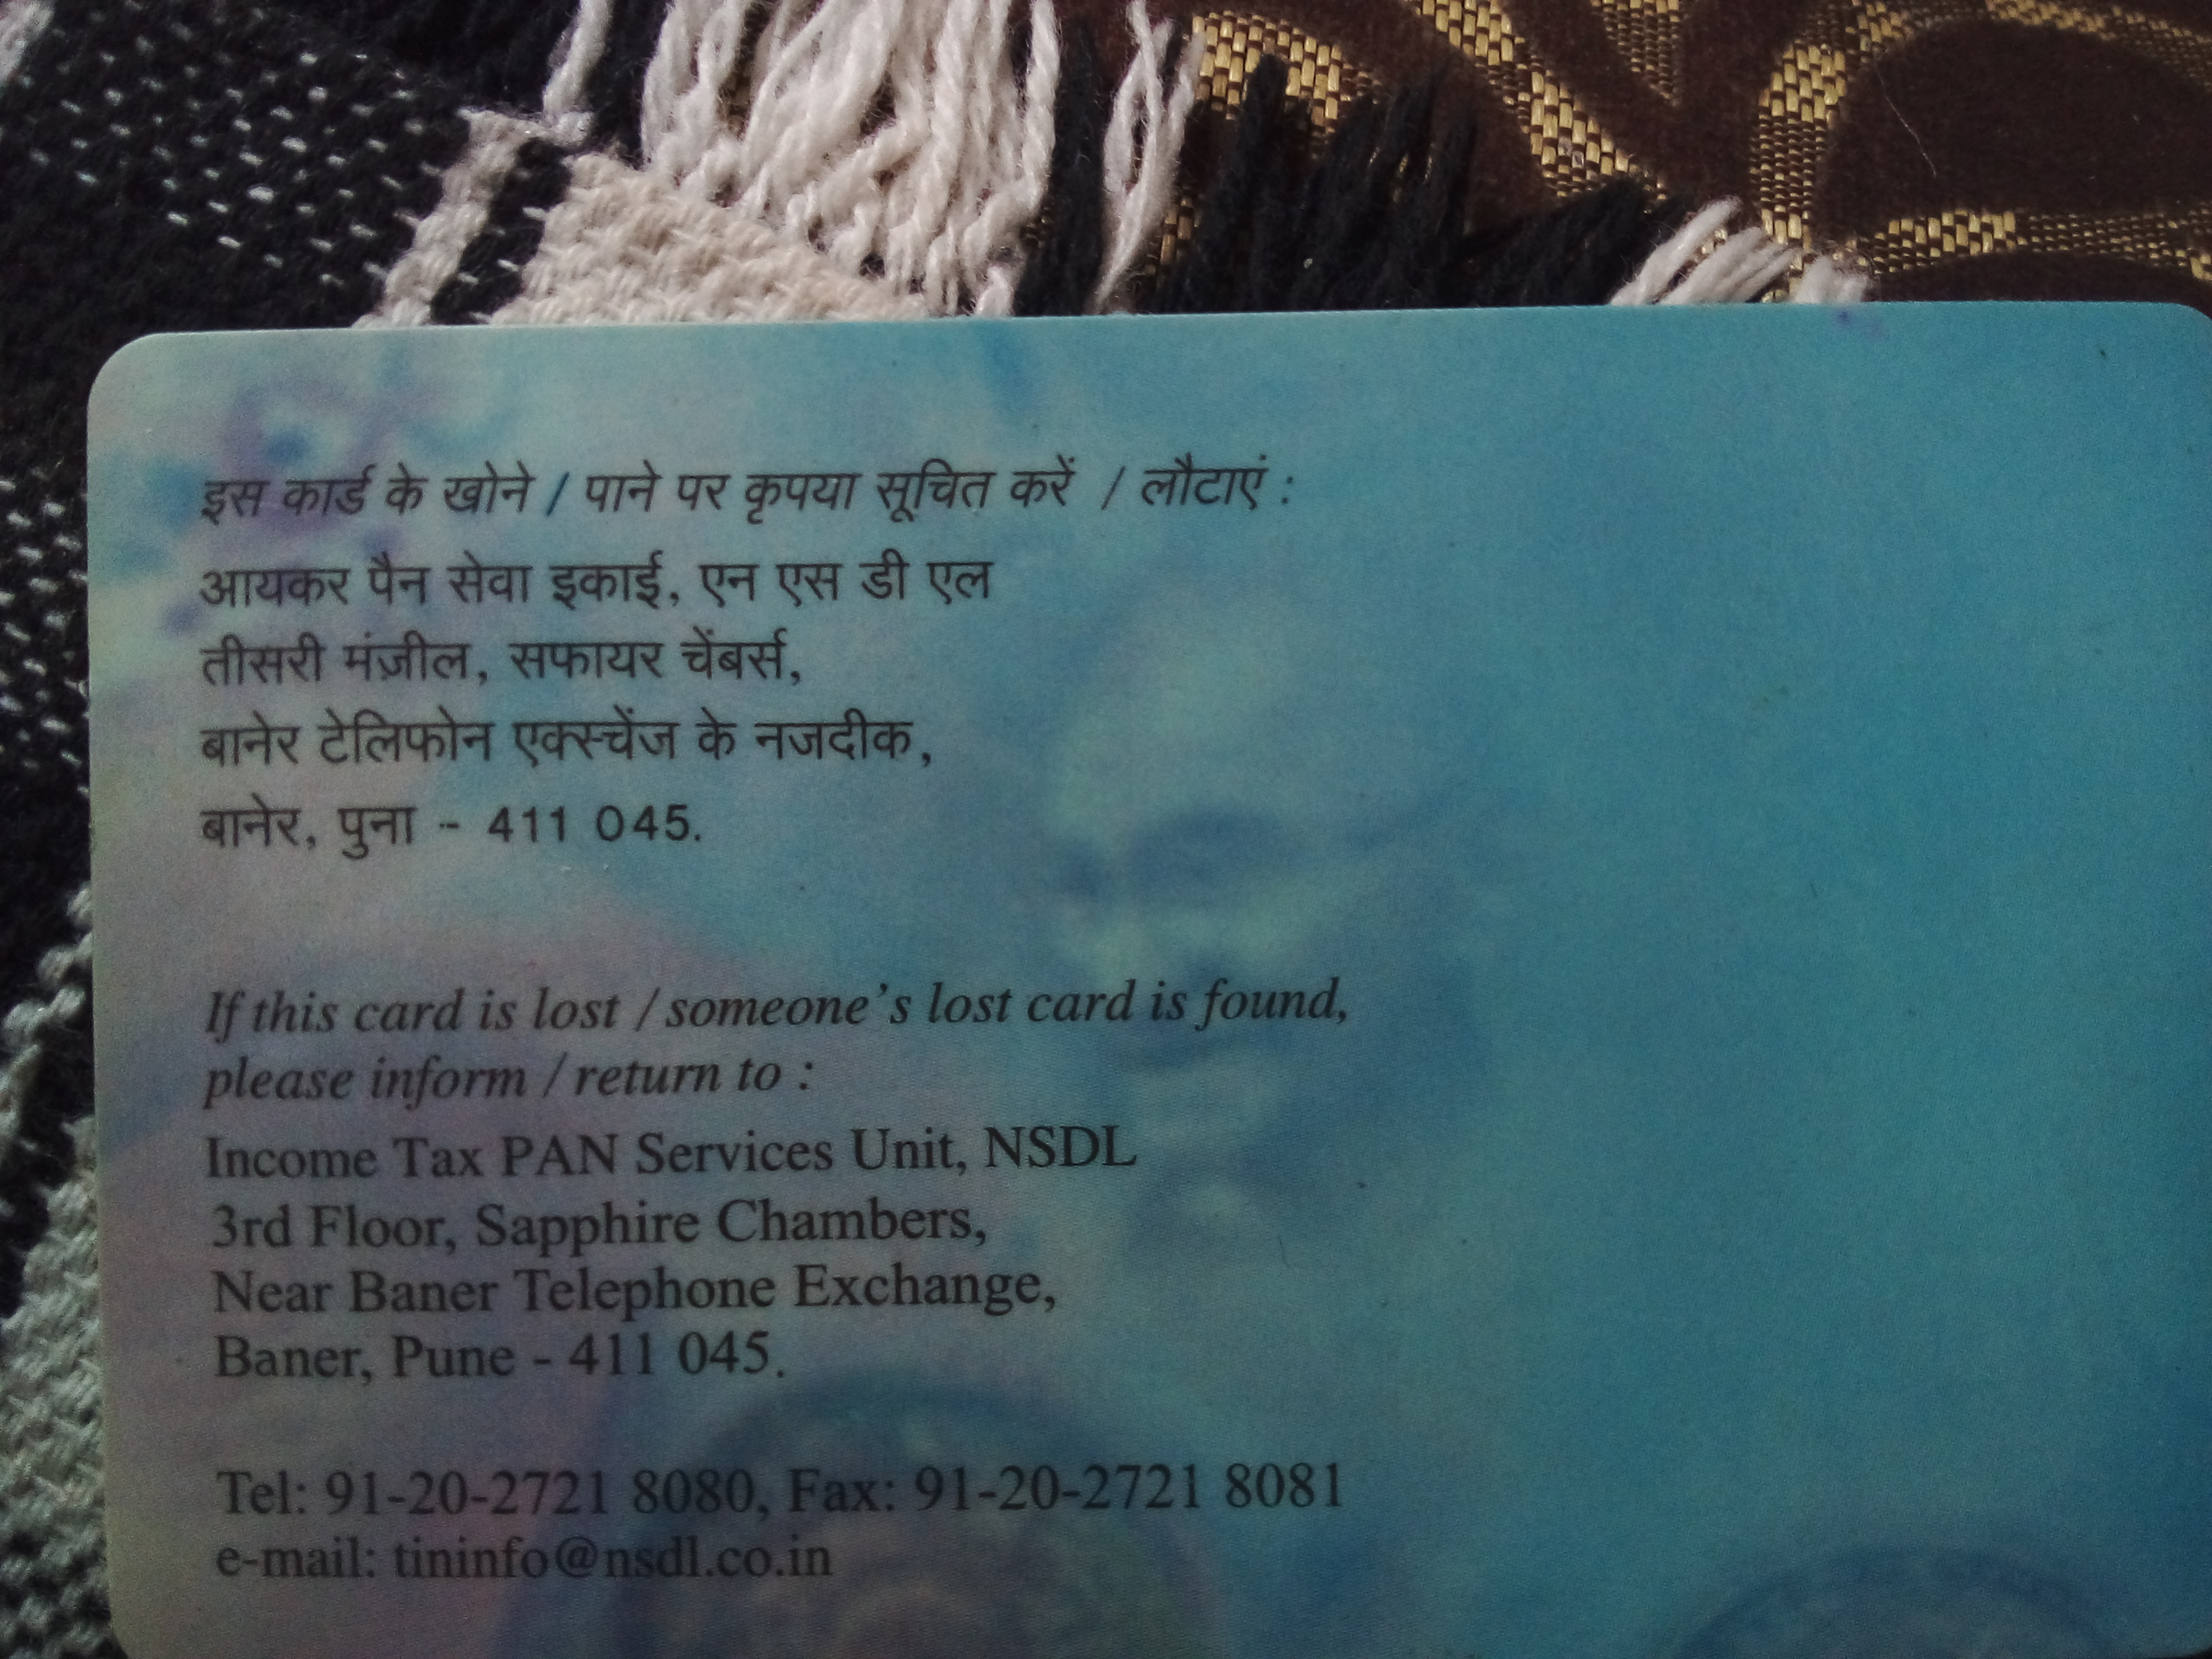 इस कार्ड के खोने / पाने पर कृपया सूचित करें / लौटाएं :
आयकर पैन सेवा इकाई, एन एस डी एल
तीसरी मंज़ील, सफायर चेंबर्स,
बानेर टेलिफोन एक्स्चेंज के नजदीक,
बानेर, पुना - 411 045.
If this card is lost / someone's lost card is found,
please inform / return to :
Income Tax PAN Services Unit, NSDL
3rd Floor, Sapphire Chambers,
Near Baner Telephone Exchange,
Baner, Pune - 411 045.
Tel: 91-20-2721 8080, Fax: 91-20-2721 8081
e-mail: tininfo@nsdl.co.in